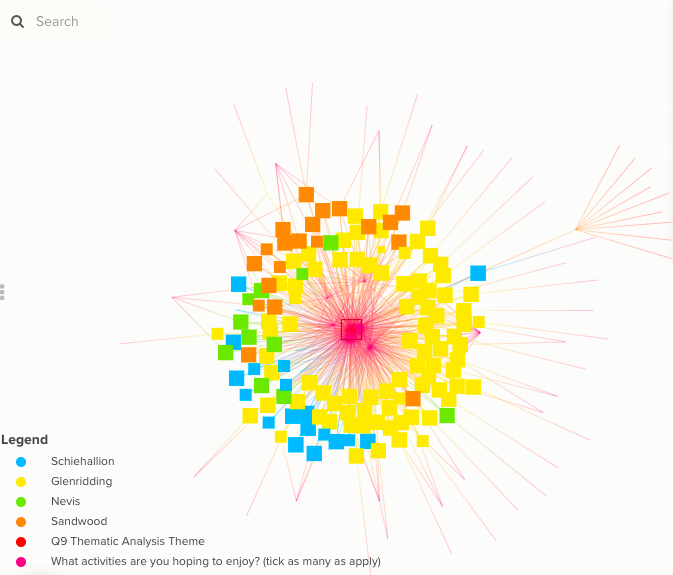 Search
Legend
Schiehallion
Glenridding
Nevis
Sandwood
Q9 Thematic Analysis Theme
What activities are you hoping to enjoy? (tick as many as apply)